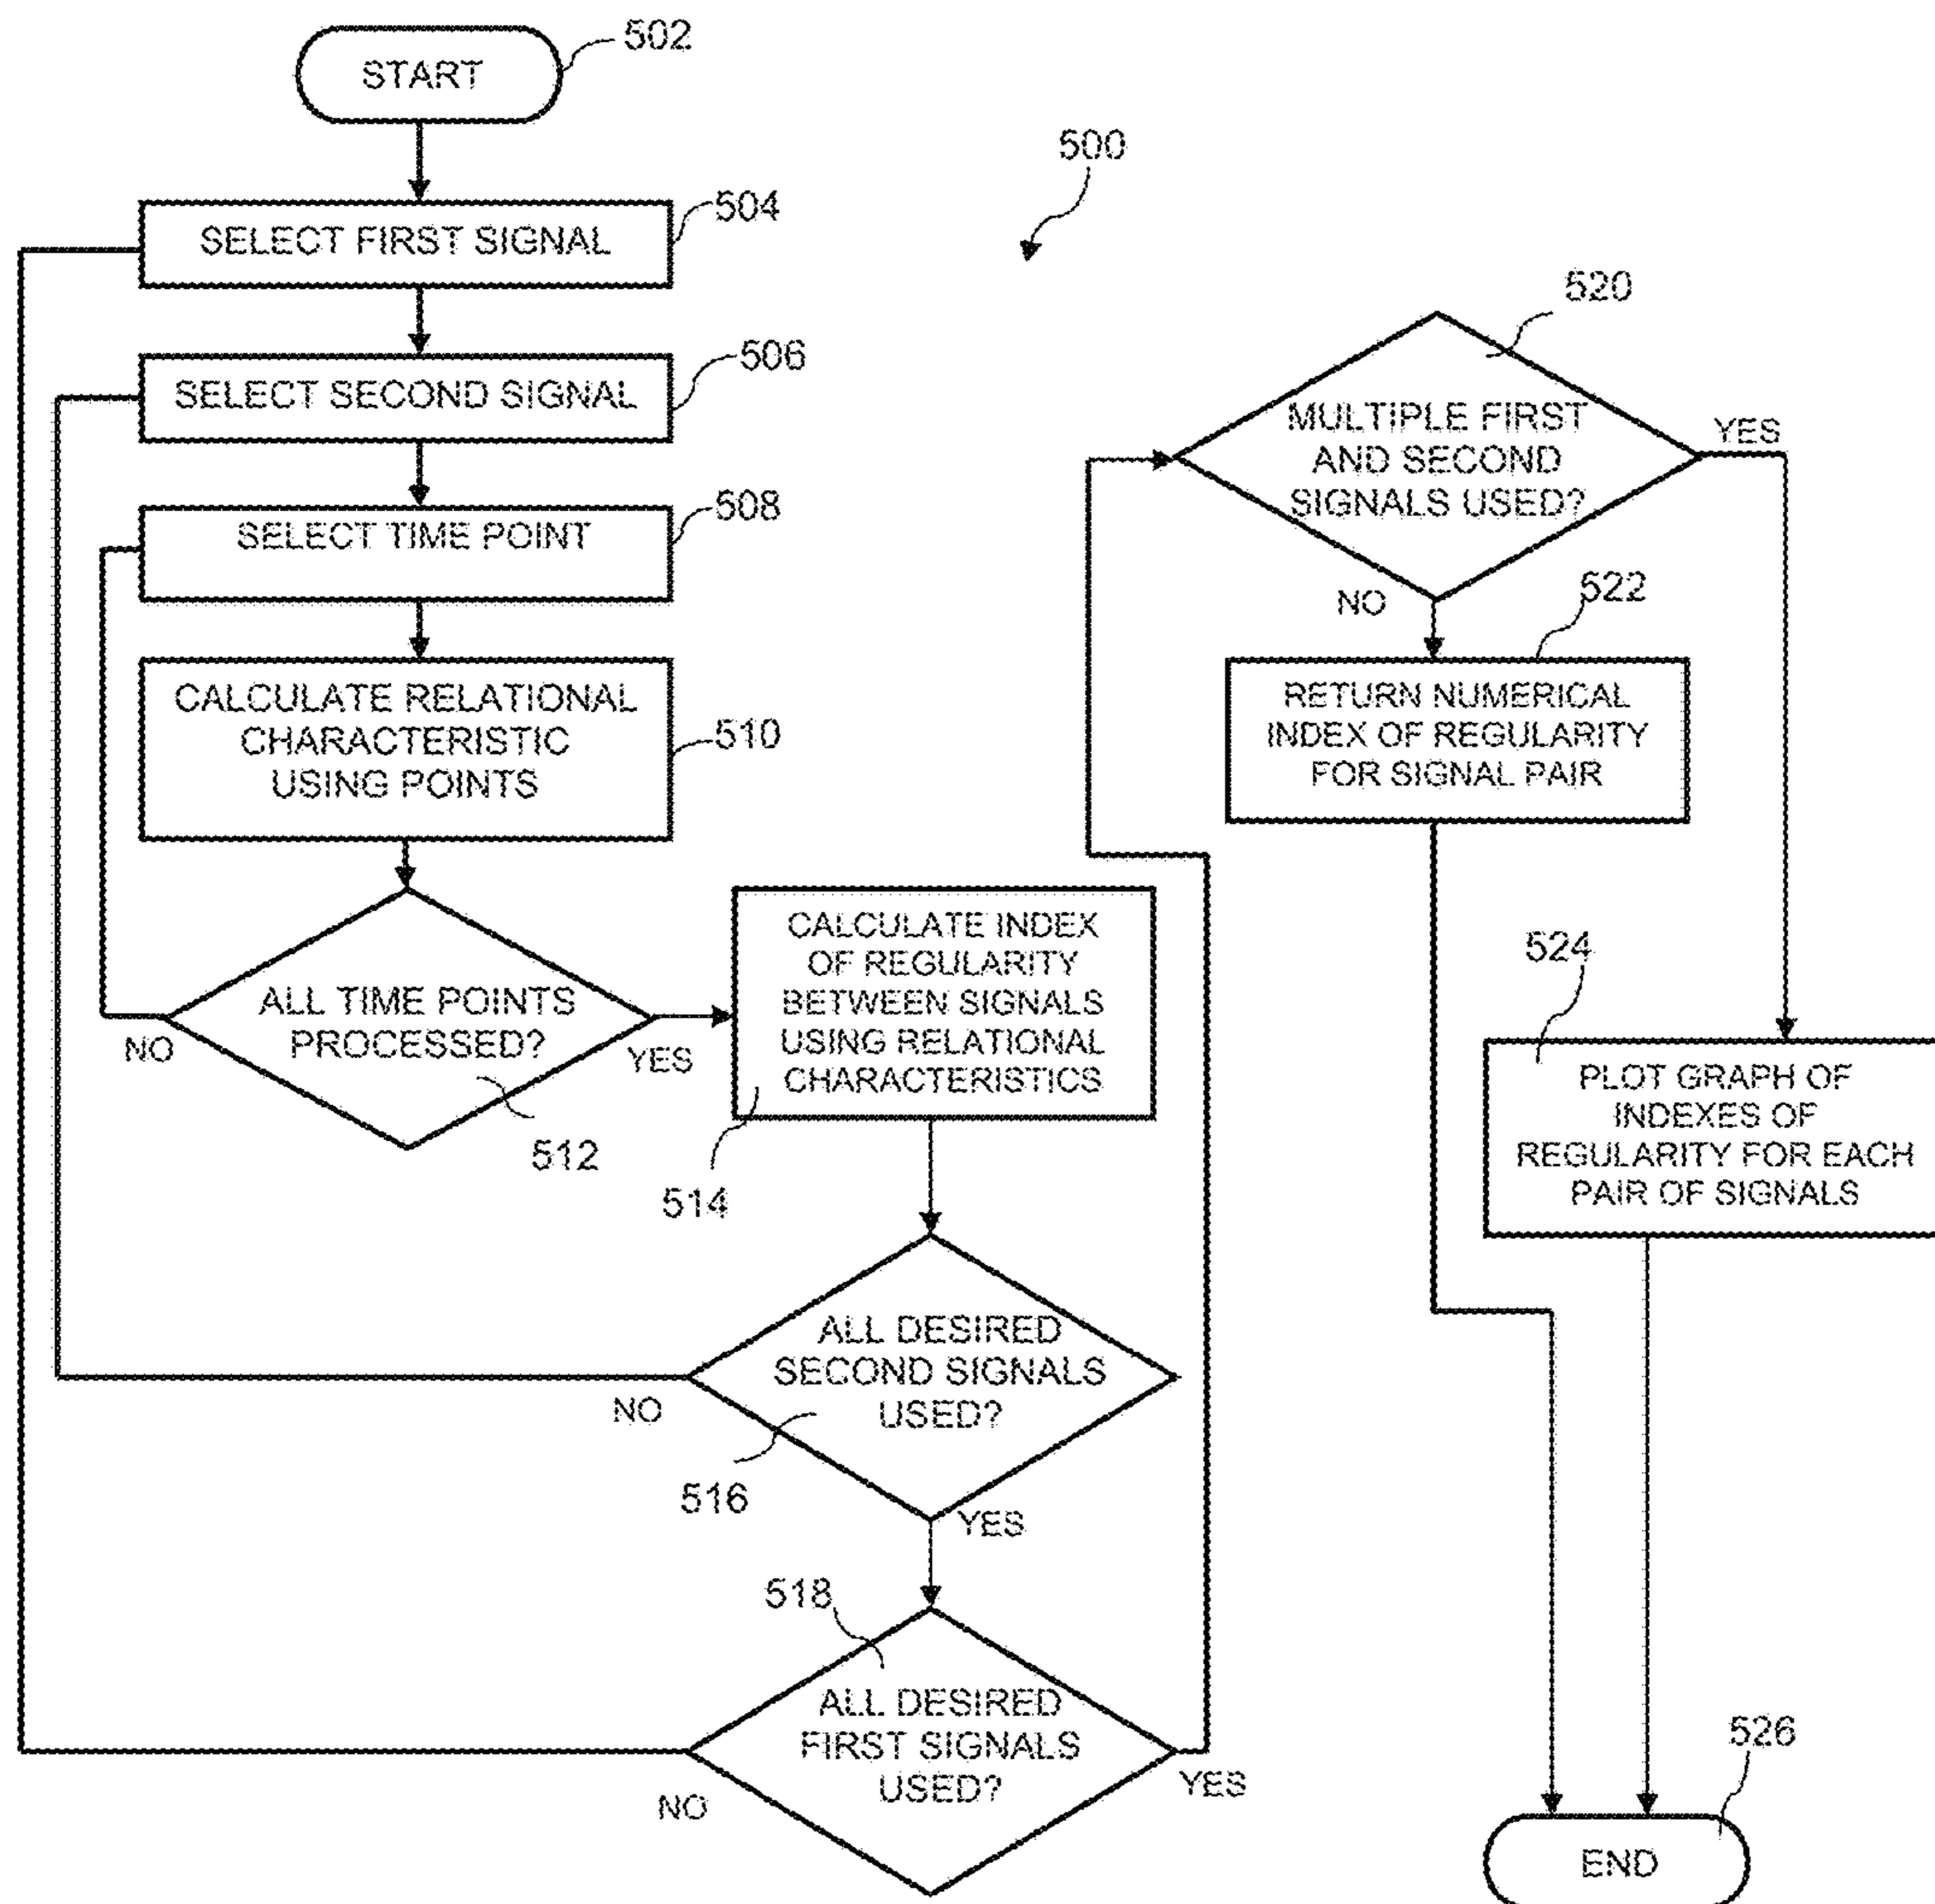 START
502
500
SELECT FIRST SIGNAL
504
SELECT SECOND SIGNAL
506
SELECT TIME POINT
508
CALCULATE RELATIONAL
CHARACTERISTIC
USING POINTS
510
ALL TIME POINTS
PROCESSED?
NO
YES
512
CALCULATE INDEX
OF REGULARITY
BETWEEN SIGNALS
USING RELATIONAL
CHARACTERISTICS
514
ALL DESIRED
SECOND SIGNALS
USED?
NO
516
YES
518
ALL DESIRED
FIRST SIGNALS
USED?
NO
YES
520
MULTIPLE FIRST
AND SECOND
SIGNALS USED?
YES
NO
522
RETURN NUMERICAL
INDEX OF REGULARITY
FOR SIGNAL PAIR
524
PLOT GRAPH OF
INDEXES OF
REGULARITY FOR EACH
PAIR OF SIGNALS
526
END